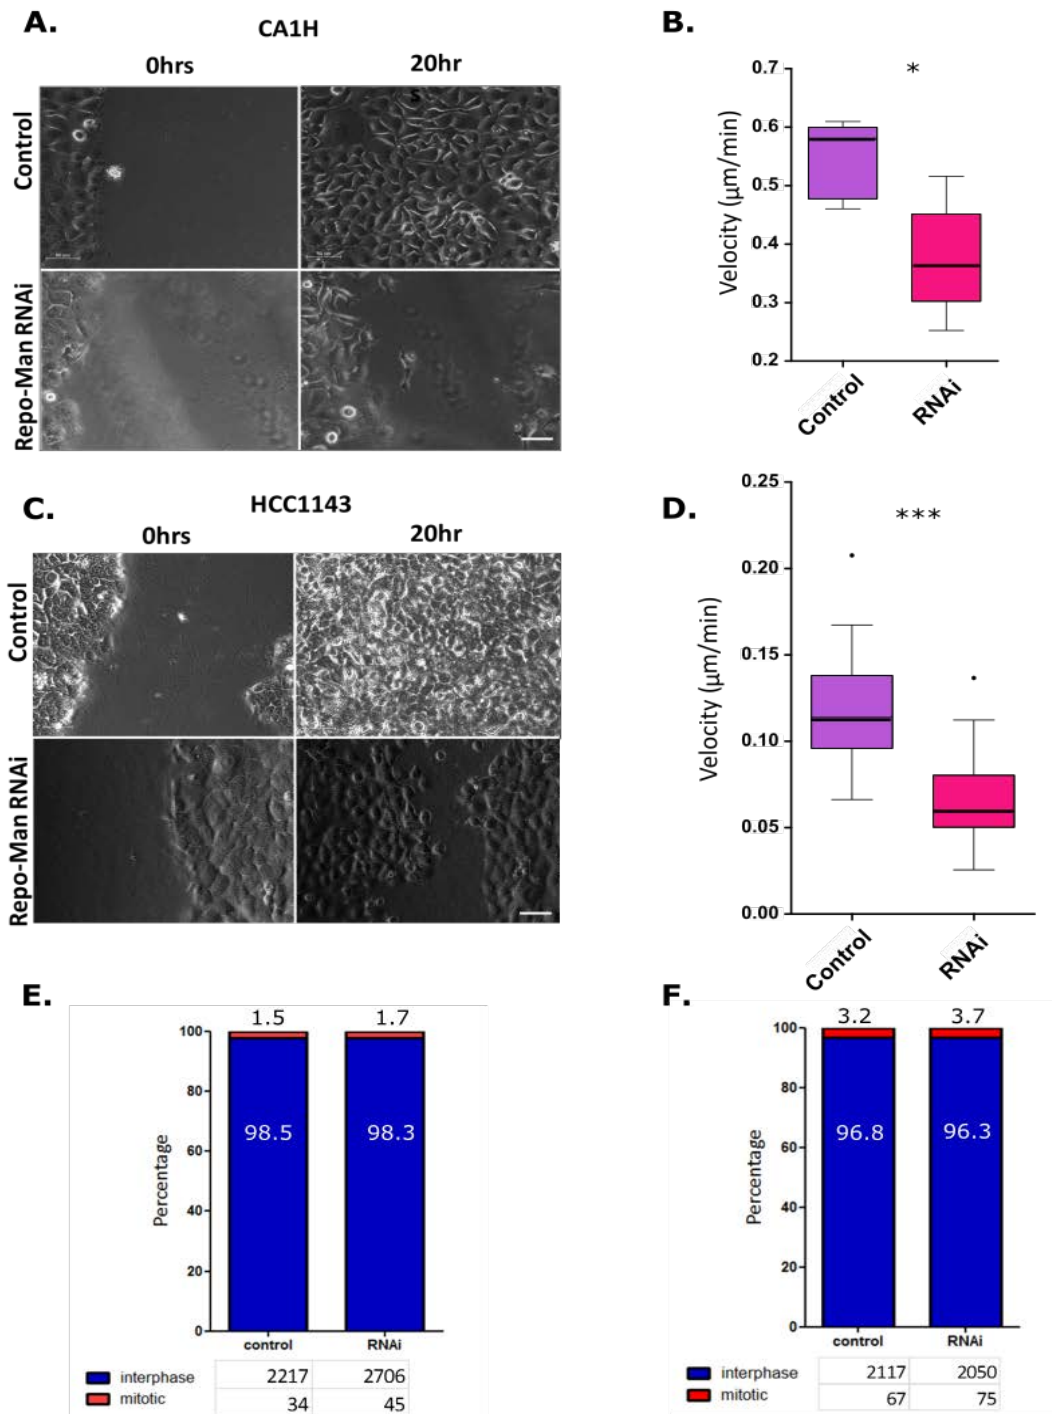 A.
CA1H
0hrs
20hr
s
Control
Repo-Man RNAi
B.
*
Velocity (μm/min)
0.7
0.6
0.5
0.4
0.3
0.2
Control
RNAi
C.
HCC1143
0hrs
20hr
Control
Repo-Man RNAi
D.
***
Velocity (μm/min)
0.25
0.20
0.15
0.10
0.05
0.00
Control
RNAi
E.
1.5 1.7
98.5 98.3
Percentage
100
80
60
40
20
0
control RNAi
interphase 2217 2706
mitotic 34 45
F.
3.2 3.7
96.8 96.3
Percentage
100
80
60
40
20
0
control RNAi
interphase 2117 2050
mitotic 67 75